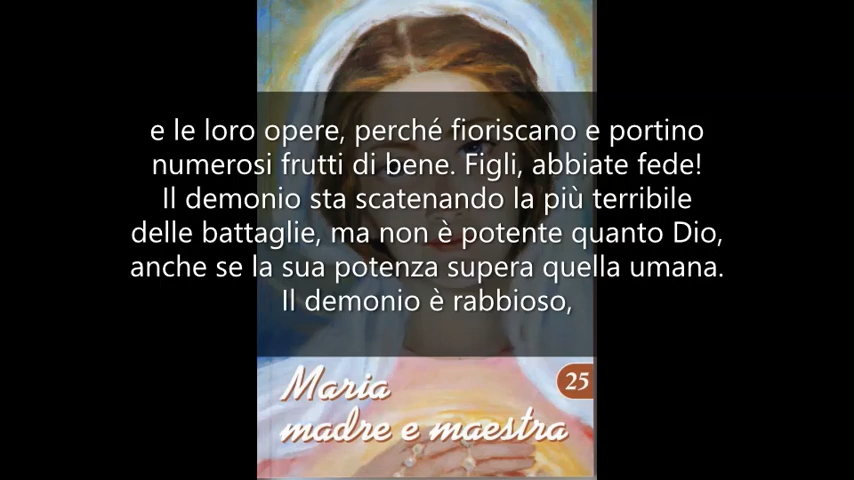 e le loro opere, perché fioriscano e portino
numerosi frutti di bene. Figli, abbiate fede!
Il demonio sta scatenando la più terribile
delle battaglie, ma non è potente quanto Dio,
anche se la sua potenza supera quella umana.
Il demonio è rabbioso,
Maria
25
madre e maestra